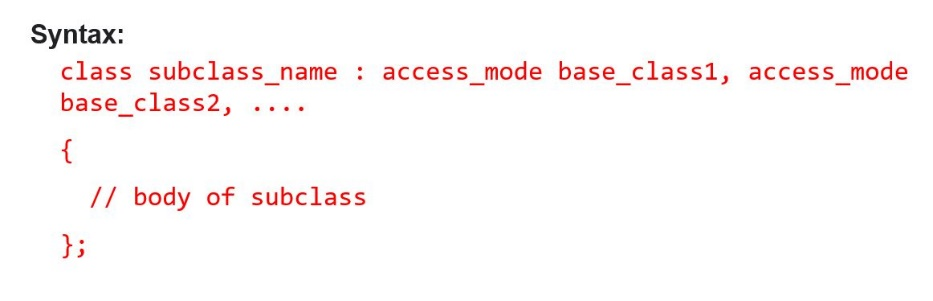 Syntax:
class subclass_name : access_mode base_class1, access_mode
base_class2, ....
{
// body of subclass
};